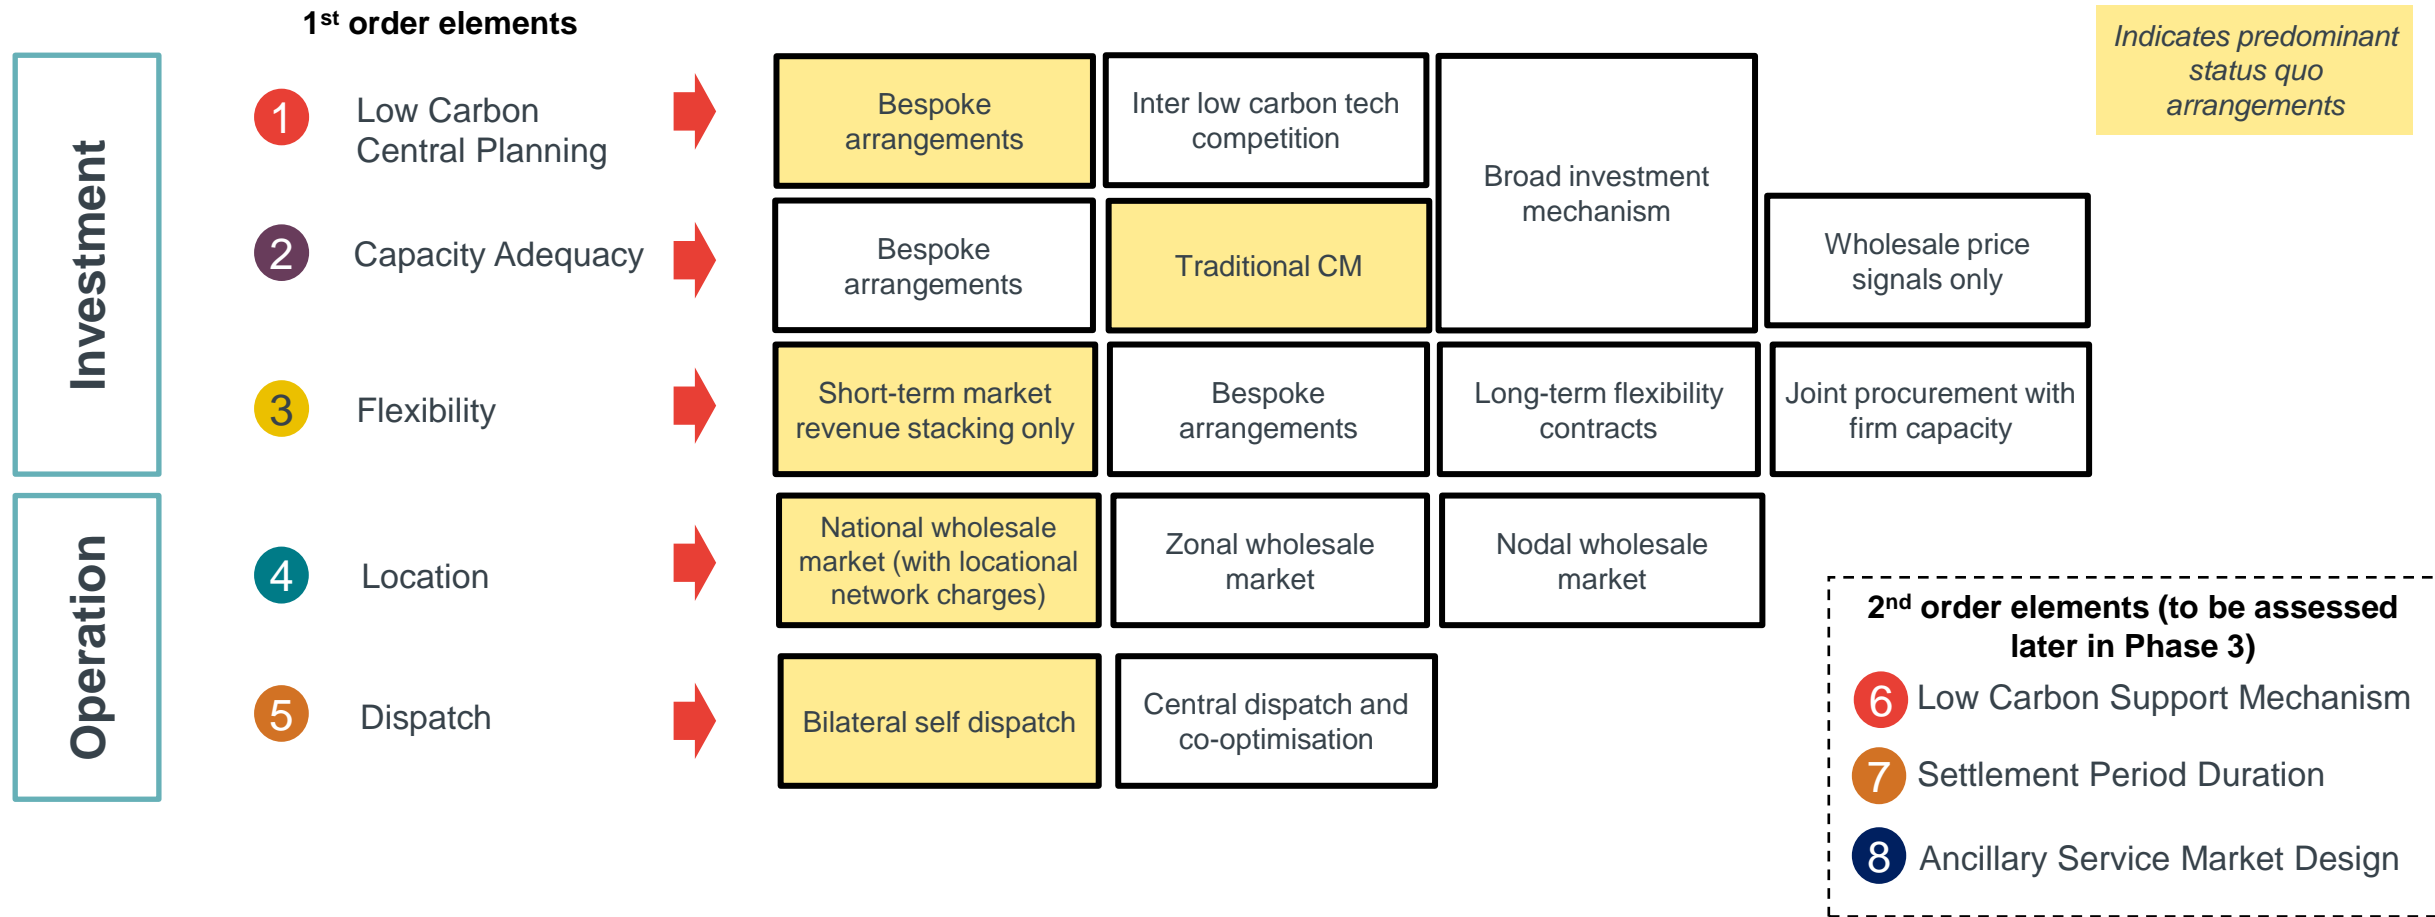 1st order elements
Indicates predominant
status quo
arrangements
Investment
1
Low Carbon
Central Planning
Bespoke
arrangements
Inter low carbon tech
competition
Broad investment
mechanism
2
Capacity Adequacy
Bespoke
arrangements
Traditional CM
Wholesale price
signals only
3
Flexibility
Short-term market
revenue stacking only
Bespoke
arrangements
Long-term flexibility
contracts
Joint procurement with
firm capacity
Operation
4
Location
National wholesale
market (with locational
network charges)
Zonal wholesale
market
Nodal wholesale
market
5
Dispatch
Bilateral self dispatch
Central dispatch and
co-optimisation
2nd order elements (to be assessed
later in Phase 3)
6 Low Carbon Support Mechanism
7 Settlement Period Duration
8 Ancillary Service Market Design